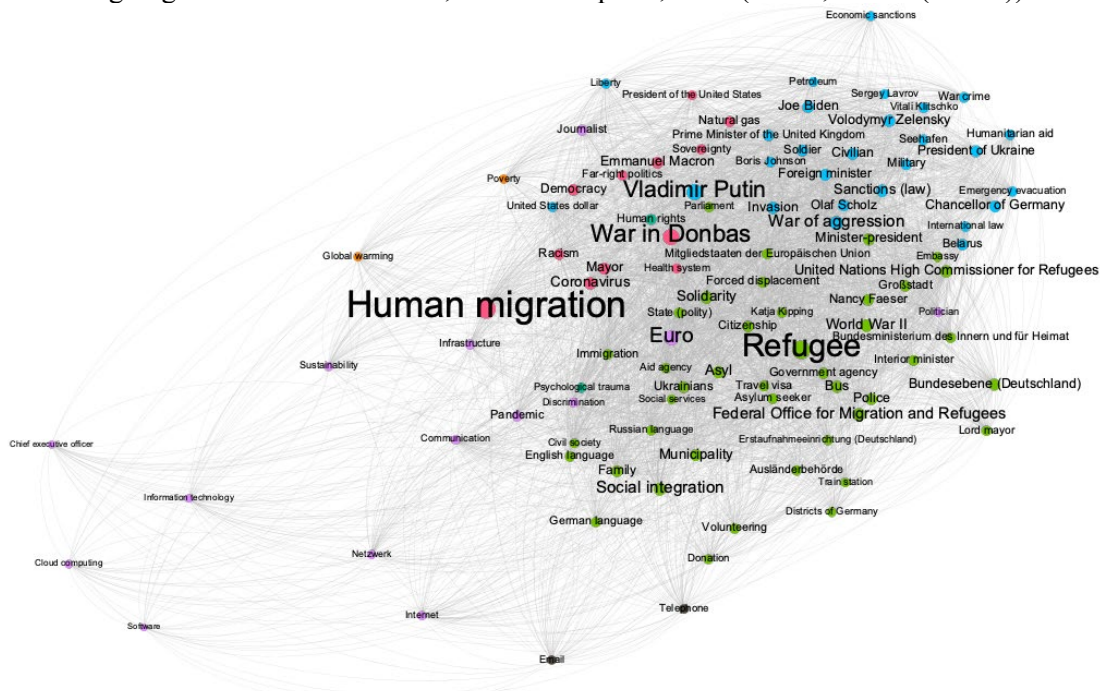 Economic sanctions
Liberty
Petroleum
President of the United States
Sergey Lavrov
War crime
Joe Biden
Vitali Klitschko
Journalist
Natural gas
Volodymyr Zelensky
Prime Minister of the United Kingdom
Humanitarian aid
Seehafen
Sovereignty
Soldier
Civilian
President of Ukraine
Emmanuel Macron
Boris Johnson
Military
Poverty
Far-right politics
Foreign minister
Democracy
Vladimir Putin
Sanctions (law)
Emergency evacuation
United States dollar
Parliament
Invasion
Olaf Scholz
Chancellor of Germany
Human rights
War of aggression
International law
War in Donbas
Minister-president
Belarus
Global warming
Racism
Mitgliedstaaten der Europäischen Union
Embassy
Mayor
Health system
United Nations High Commissioner for Refugees
Coronavirus
Forced displacement
Großstadt
Human migration
Solidarity
Nancy Faeser
State (polity)
Katja Kipping
Politician
Citizenship
World War II
Infrastructure
Euro
Refugee
Bundesministerium des Innern und für Heimat
Immigration
Interior minister
Sustainability
Aid agency
Asyl
Government agency
Psychological trauma
Ukrainians
Travel visa
Bus
Bundesebene (Deutschland)
Discrimination
Social services
Asylum seeker
Police
Pandemic
Federal Office for Migration and Refugees
Russian language
Lord mayor
Communication
Civil society
Erstaufnahmeeinrichtung (Deutschland)
Chief executive officer
English language
Municipality
Family
Ausländerbehörde
Train station
Information technology
Social integration
Districts of Germany
German language
Volunteering
Netzwerk
Donation
Cloud computing
Telephone
Internet
Software
Email